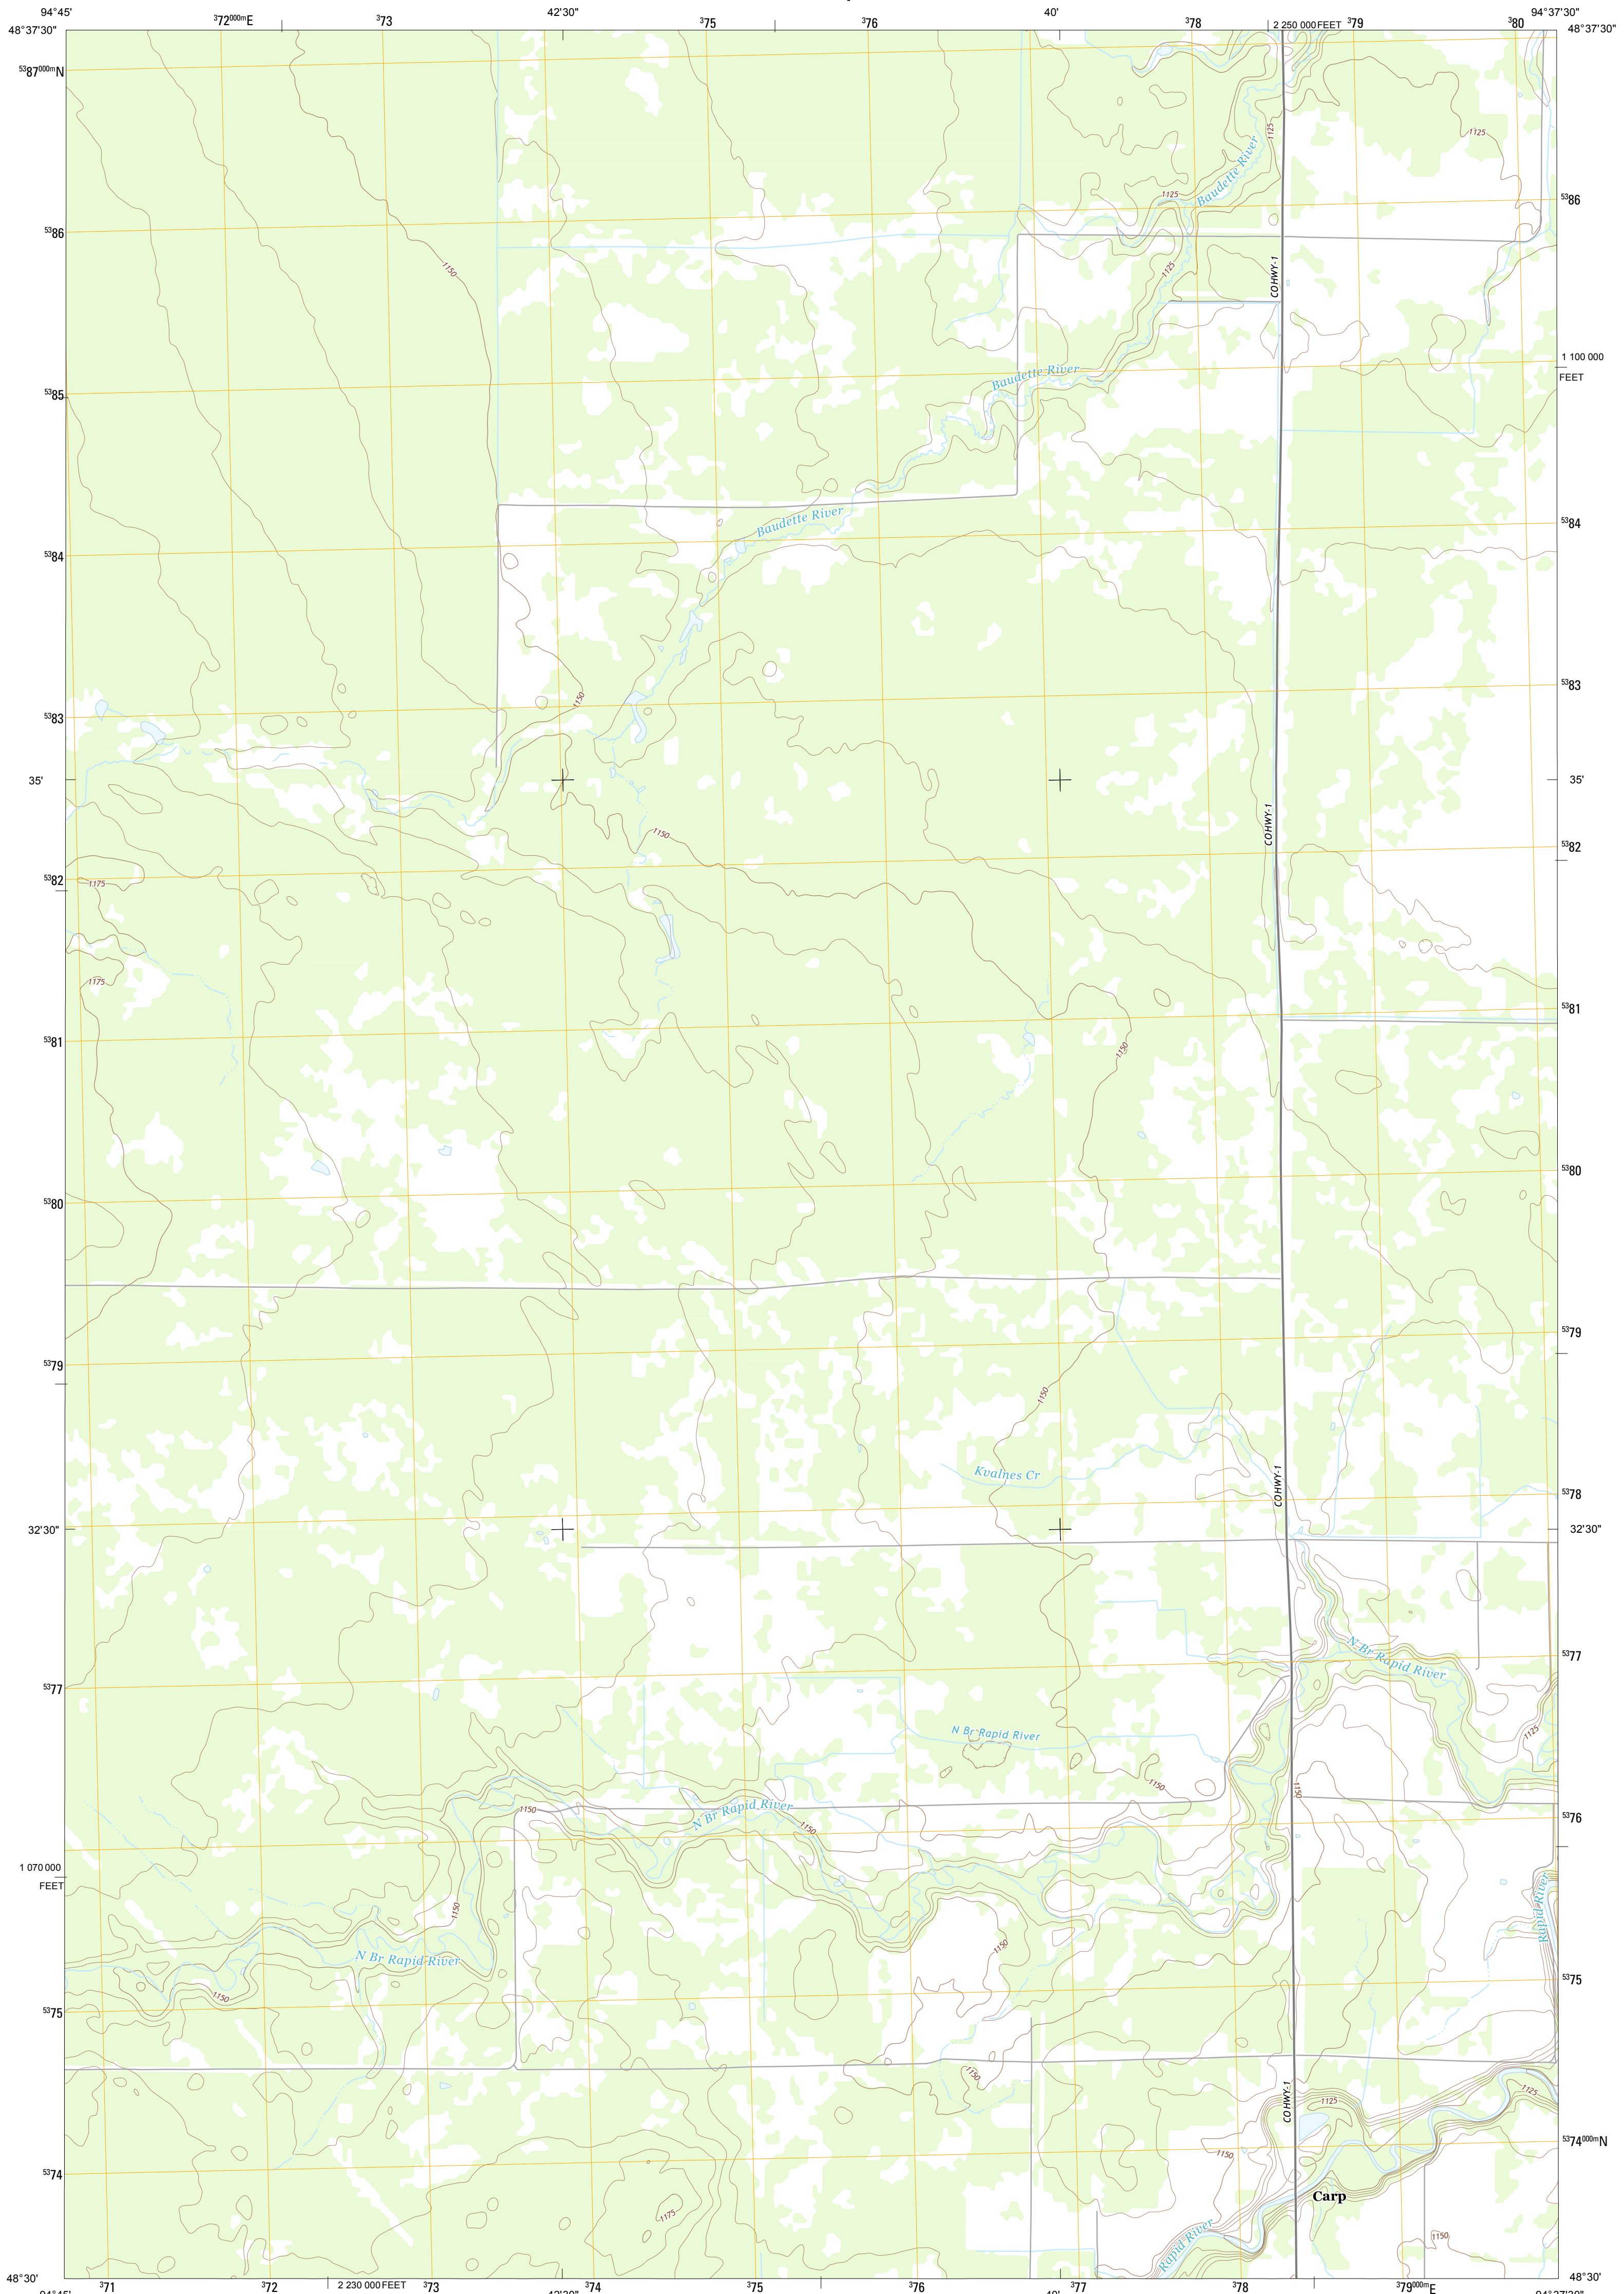 94°45' ³72⁰⁰⁰ᵐE ³73 42'30" ³75 ³76 40' ³78 2 250 000 FEET ³79 ³80 94°37'30"
48°37'30" 48°37'30"
⁵³87⁰⁰⁰ᵐN
1125
1125
Baudette River
1125
⁵³86
⁵³86
1150
1125
COHWY-1
1 100 000
FEET
Baudette River
⁵³85
Baudette River
⁵³84
⁵³84
⁵³83
1150
⁵³83
35' 35'
COHWY-1
1150
⁵³82
⁵³82
1175
1175
⁵³81
⁵³81
1150
⁵³80
⁵³80
⁵³79
⁵³79
1150
Kvalnes Cr
COHWY-1
⁵³78
32'30" 32'30"
N Br Rapid River
⁵³77
⁵³77
N Br Rapid River
1125
1150
1150
N Br Rapid River
1150
1150
⁵³76
1 070 000
FEET
1150
Rapid River
1150
N Br Rapid River
⁵³75
1150
⁵³75
1150
COHWY-1
1125
1125
⁵³74⁰⁰⁰ᵐN
1150
⁵³74
Carp
1175
Rapid River
1150
48°30' 48°30'
³71 ³72 2 230 000 FEET ³73 ³74 ³75 ³76 ³77 ³78 ³79⁰⁰⁰ᵐE